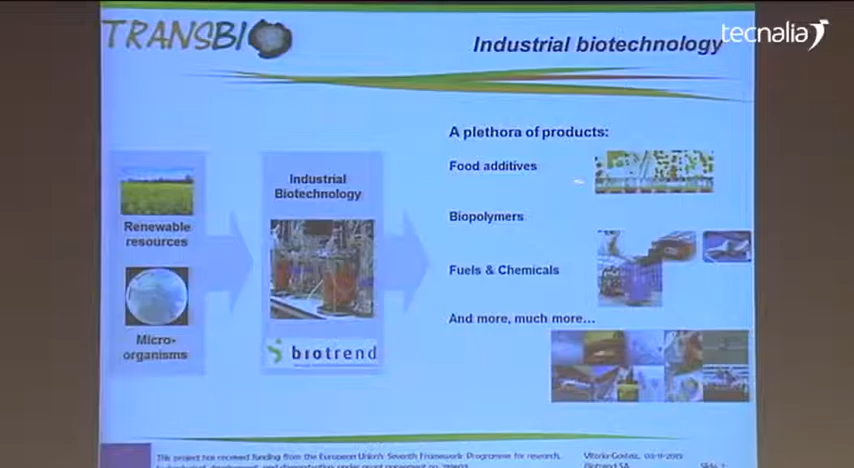 TRANSBIO
tecnalia
Industrial biotechnology
A plethora of products:
Food additives
Biopolymers
Fuels & Chemicals
And more, much more...
Renewable
resources
Micro-
organisms
Industrial
Biotechnology
biotrend
This project has received funding from the European Union's Seventh Framework Programme for research,
Vitoria-Gasteiz,
Biotrend SA
Slide